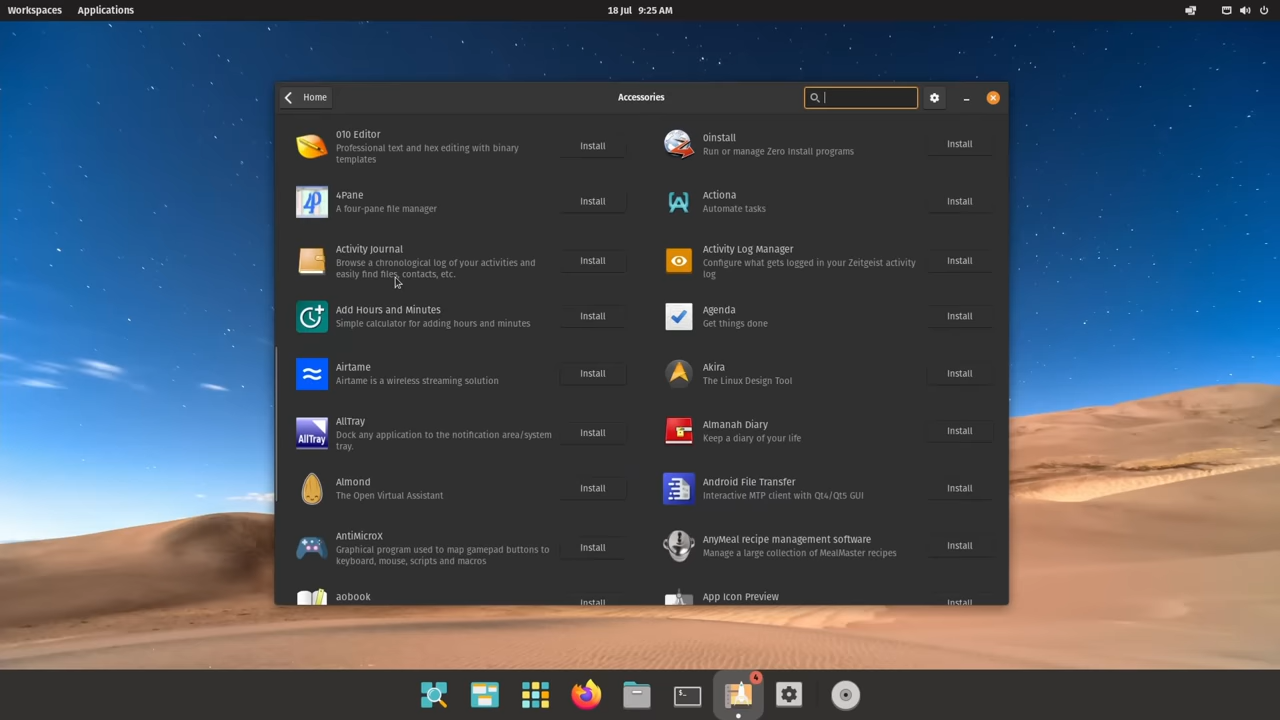 Workspaces Applications 18 Jul 9:25 AM
Home Accessories
010 Editor
Professional text and hex editing with binary
templates
Install
0install
Run or manage Zero Install programs
Install
4Pane
A four-pane file manager
Install
Actiona
Automate tasks
Install
Activity Journal
Browse a chronological log of your activities and
easily find files, contacts, etc.
Install
Activity Log Manager
Configure what gets logged in your Zeitgeist activity
log
Install
Add Hours and Minutes
Simple calculator for adding hours and minutes
Install
Agenda
Get things done
Install
Airtame
Airtame is a wireless streaming solution
Install
Akira
The Linux Design Tool
Install
AllTray
AllTray
Dock any application to the notification area/system
tray.
Install
Almanah Diary
Keep a diary of your life
Install
Almond
The Open Virtual Assistant
Install
Android File Transfer
Interactive MTP client with Qt4/Qt5 GUI
Install
AntiMicroX
Graphical program used to map gamepad buttons to
keyboard, mouse, scripts and macros
Install
AnyMeal recipe management software
Manage a large collection of MealMaster recipes
Install
aobook
Install
App Icon Preview
Install
4